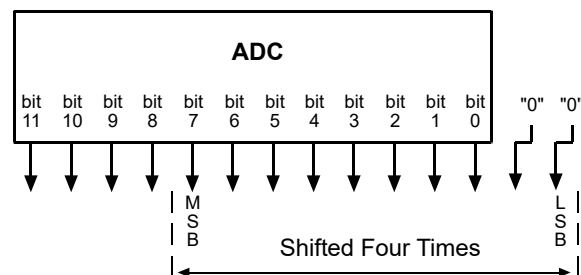 ADC
bit bit bit bit bit bit bit bit bit bit bit bit
11 10 9 8 7 6 5 4 3 2 1 0
"0" "0"
MSB
LSB
Shifted Four Times